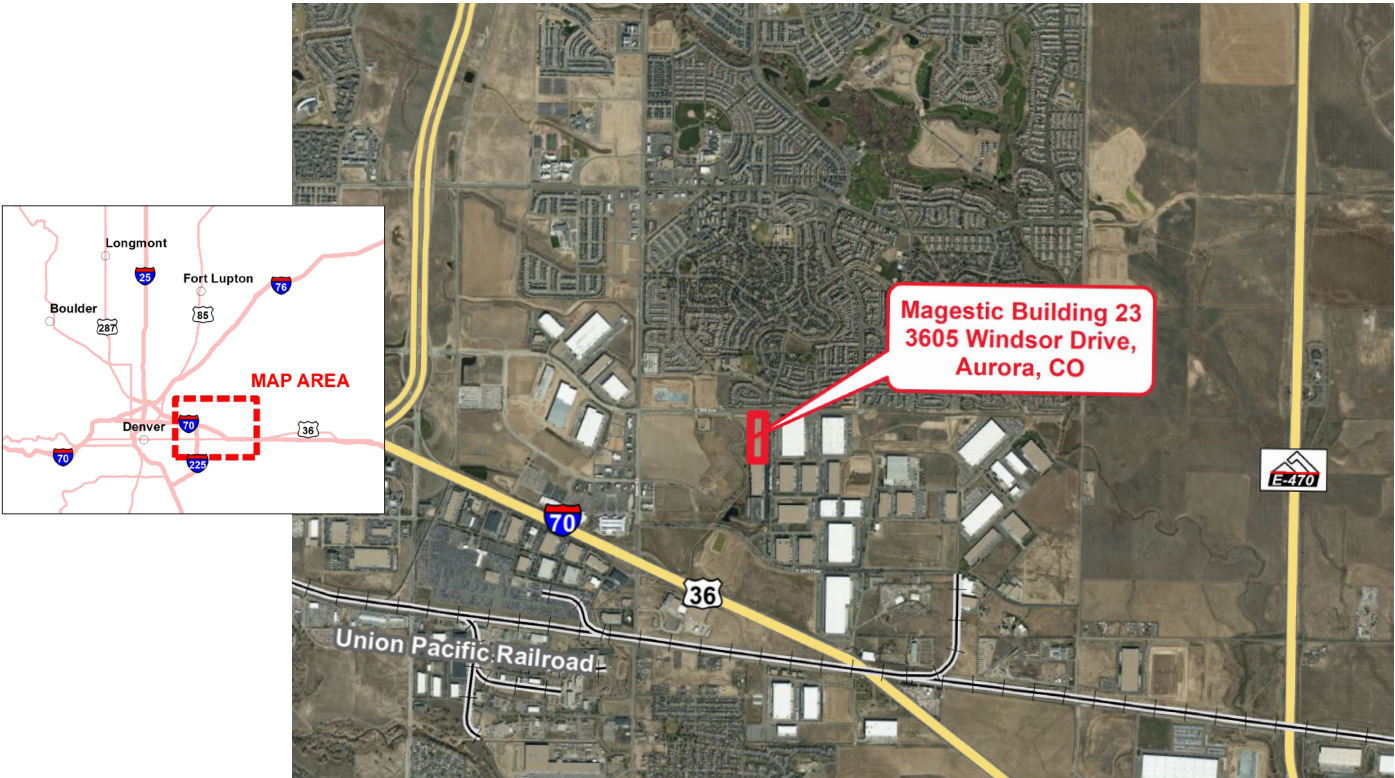 Longmont
25
Fort Lupton
76
Boulder
287
85
MAP AREA
Denver
70
36
70
225
Magestic Building 23
3605 Windsor Drive,
Aurora, CO
E-470
70
36
Union Pacific Railroad